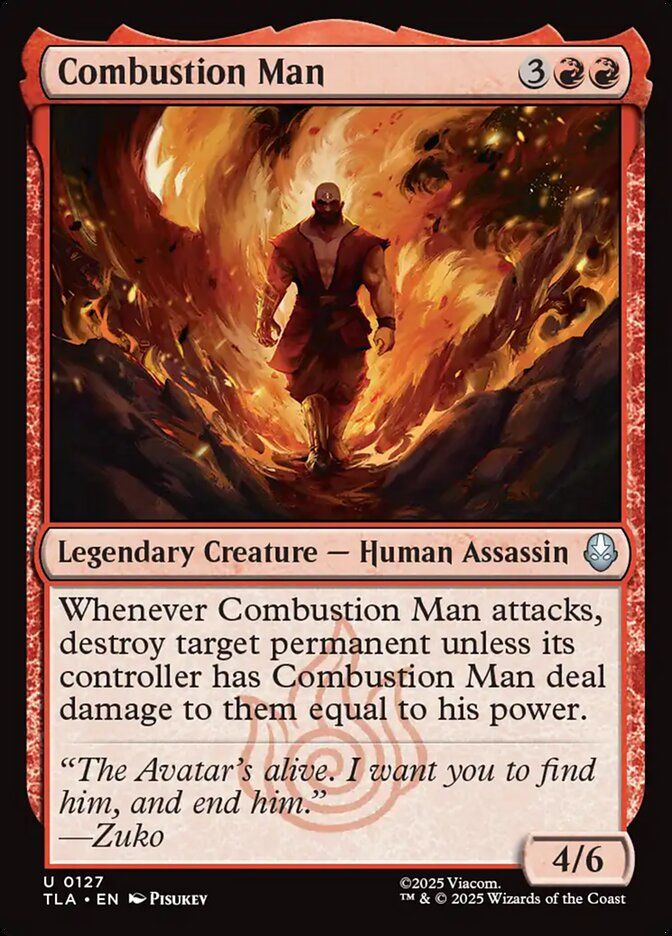 Combustion Man 3
Legendary Creature — Human Assassin
Whenever Combustion Man attacks,
destroy target permanent unless its
controller has Combustion Man deal
damage to them equal to his power.
“The Avatar’s alive. I want you to find
him, and end him.”
—Zuko
4/6
U 0127
TLA • EN Pisukev
©2025 Viacom.
™ & © 2025 Wizards of the Coast